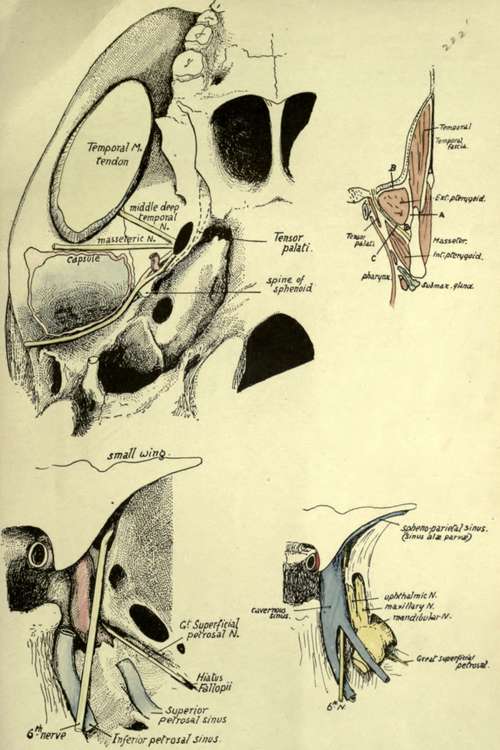 232'
Temporal M.
tendon
middle deep
temporal
N.
masseteric N.
capsule
Tensor
palati.
spine of
sphenoid
B
Temporal
Temporal
fascia.
Ext. pterygoid.
A
Tensor
palati
C
D
Masseter.
Int. pterygoid.
pharynx
Submax. gland
small wing.
Gt Superficial
Petrosal N.
Hiatus
Fallopii
Superior
petrosal sinus
6th nerve
Inferior petrosal sinus.
spheno-parietal sinus.
(sinus alæ parvæ)
cavernous
sinus.
ophthalmic N.
maxillary N.
mandibular N.
Great superficial
petrosal.
6th N.